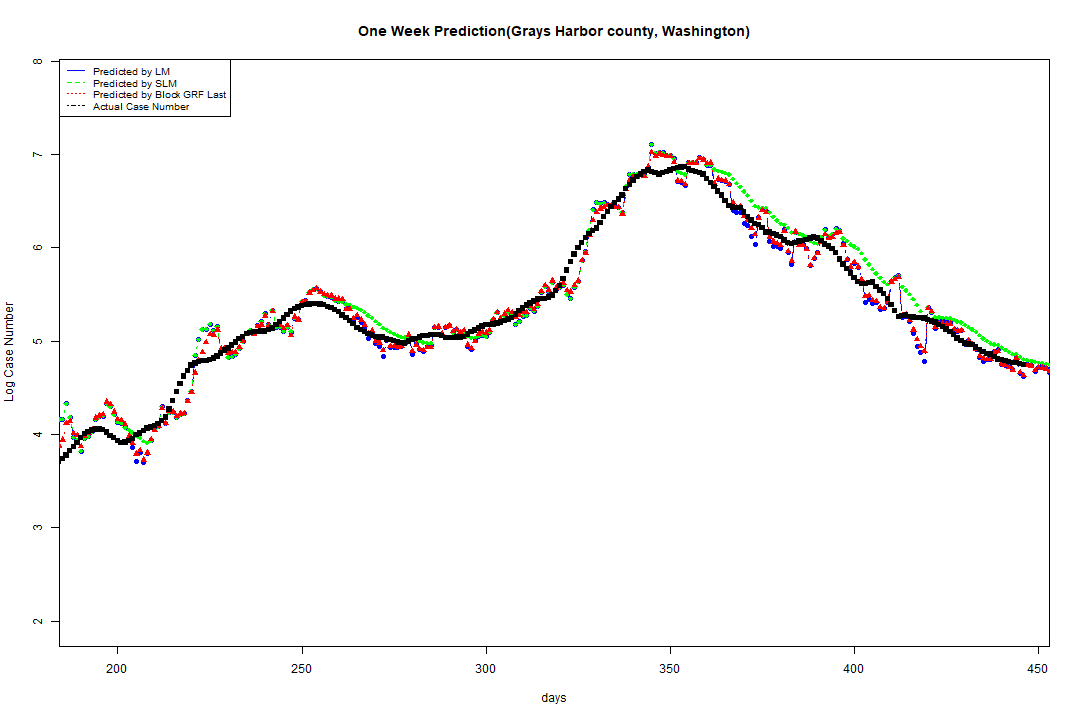 One Week Prediction(Grays Harbor county, Washington)
Predicted by LM
Predicted by SLM
Predicted by Block GRF Last
Actual Case Number
8
7
6
5
4
3
2
Log Case Number
200 250 300 350 400 450
days